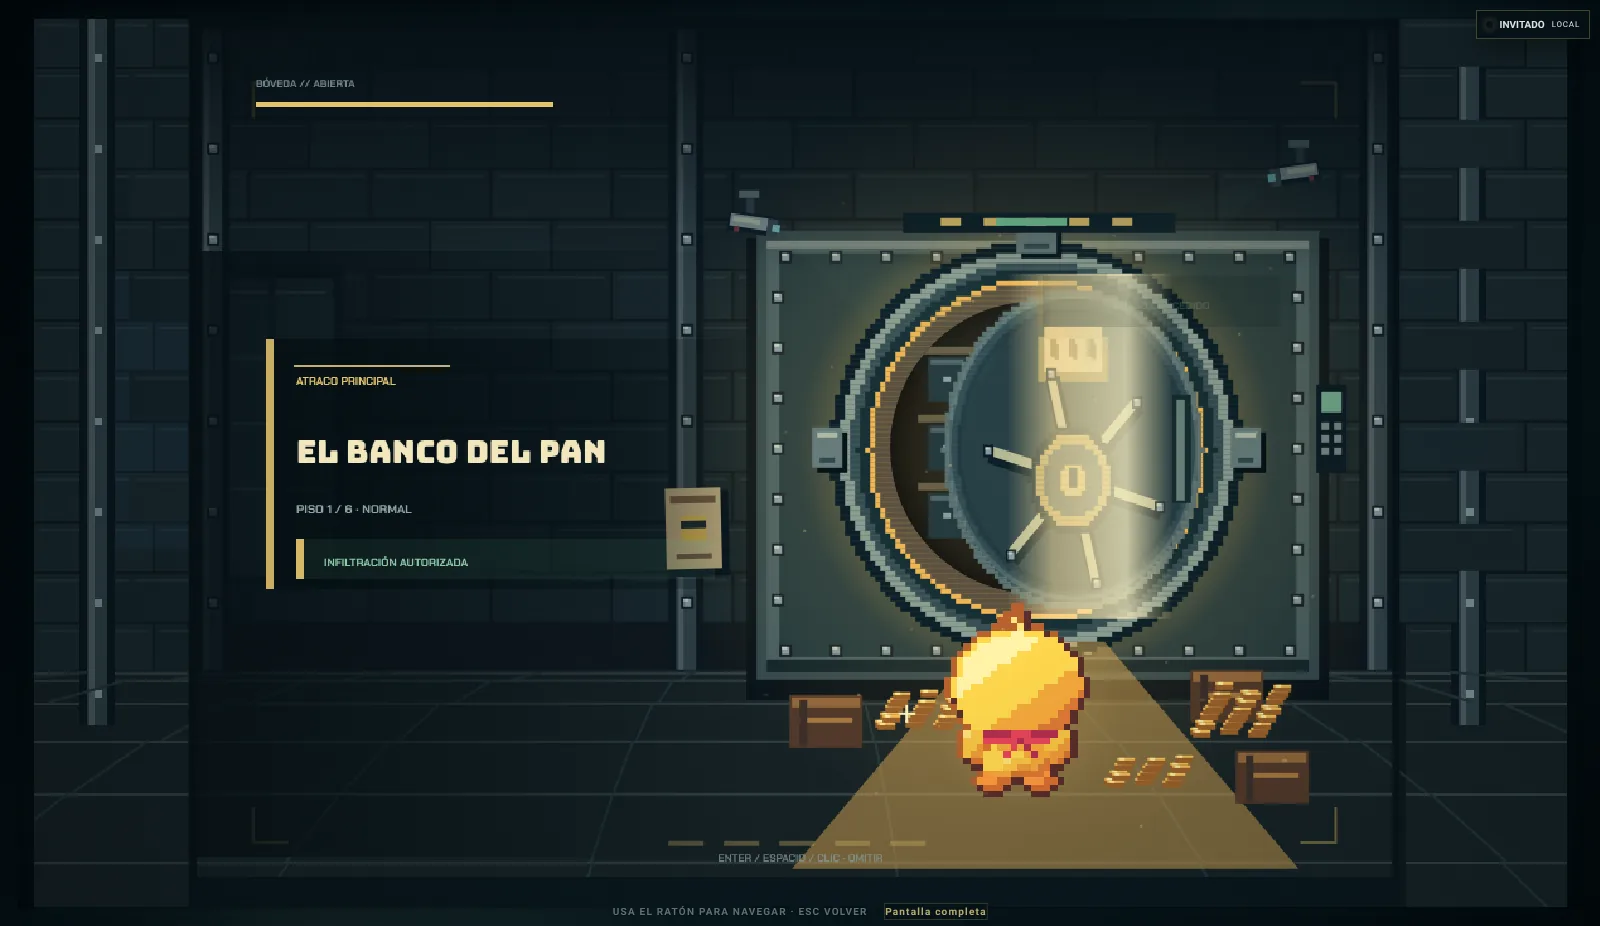 INVITADO LOCAL
BÓVEDA // ABIERTA
ATRACO PRINCIPAL
EL BANCO DEL PAN
PISO 1 / 6 · NORMAL
INFILTRACIÓN AUTORIZADA
ENTER / ESPACIO / CLIC · OMITIR
USA EL RATÓN PARA NAVEGAR · ESC VOLVER Pantalla completa